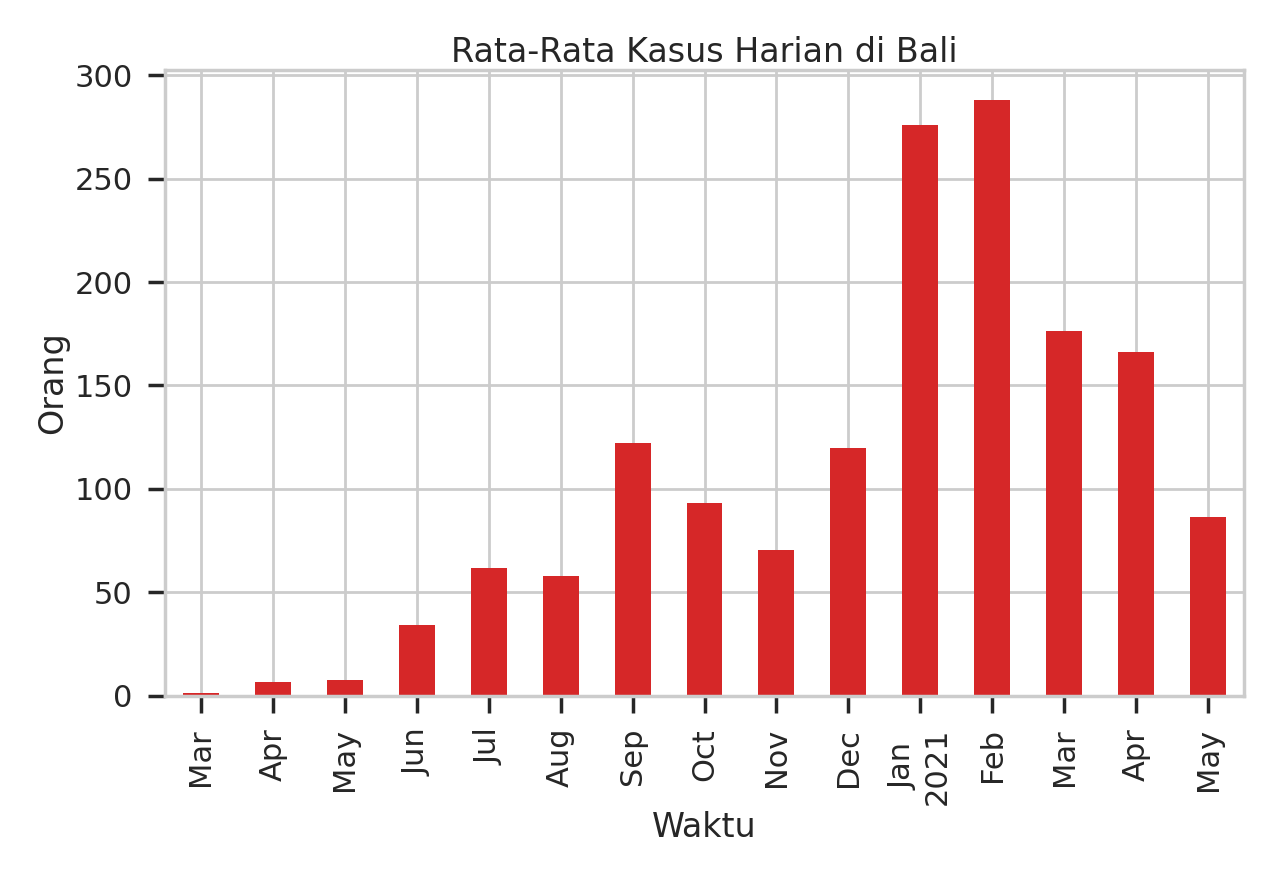 Rata-Rata Kasus Harian di Bali
300
250
200
150
100
50
0
Orang
Mar
Apr
May
Jun
Jul
Aug
Sep
Oct
Nov
Dec
Jan
2021
Feb
Mar
Apr
May
Waktu